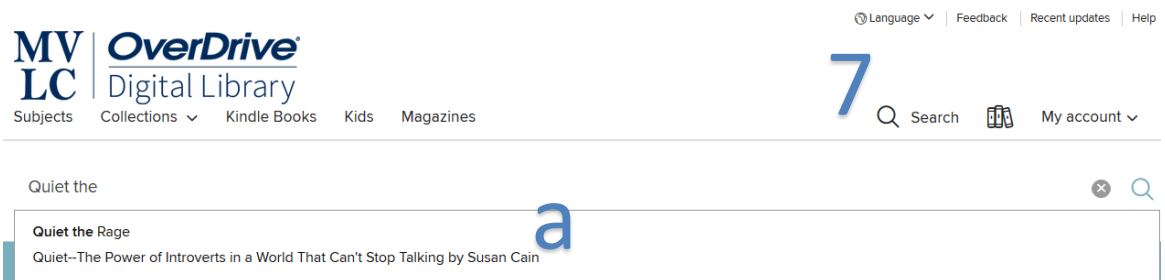 Language Feedback Recent updates Help
MV OverDrive®
LC Digital Library
7
Subjects Collections Kindle Books Kids Magazines Search My account
Quiet the
a
Quiet the Rage
Quiet--The Power of Introverts in a World That Can't Stop Talking by Susan Cain